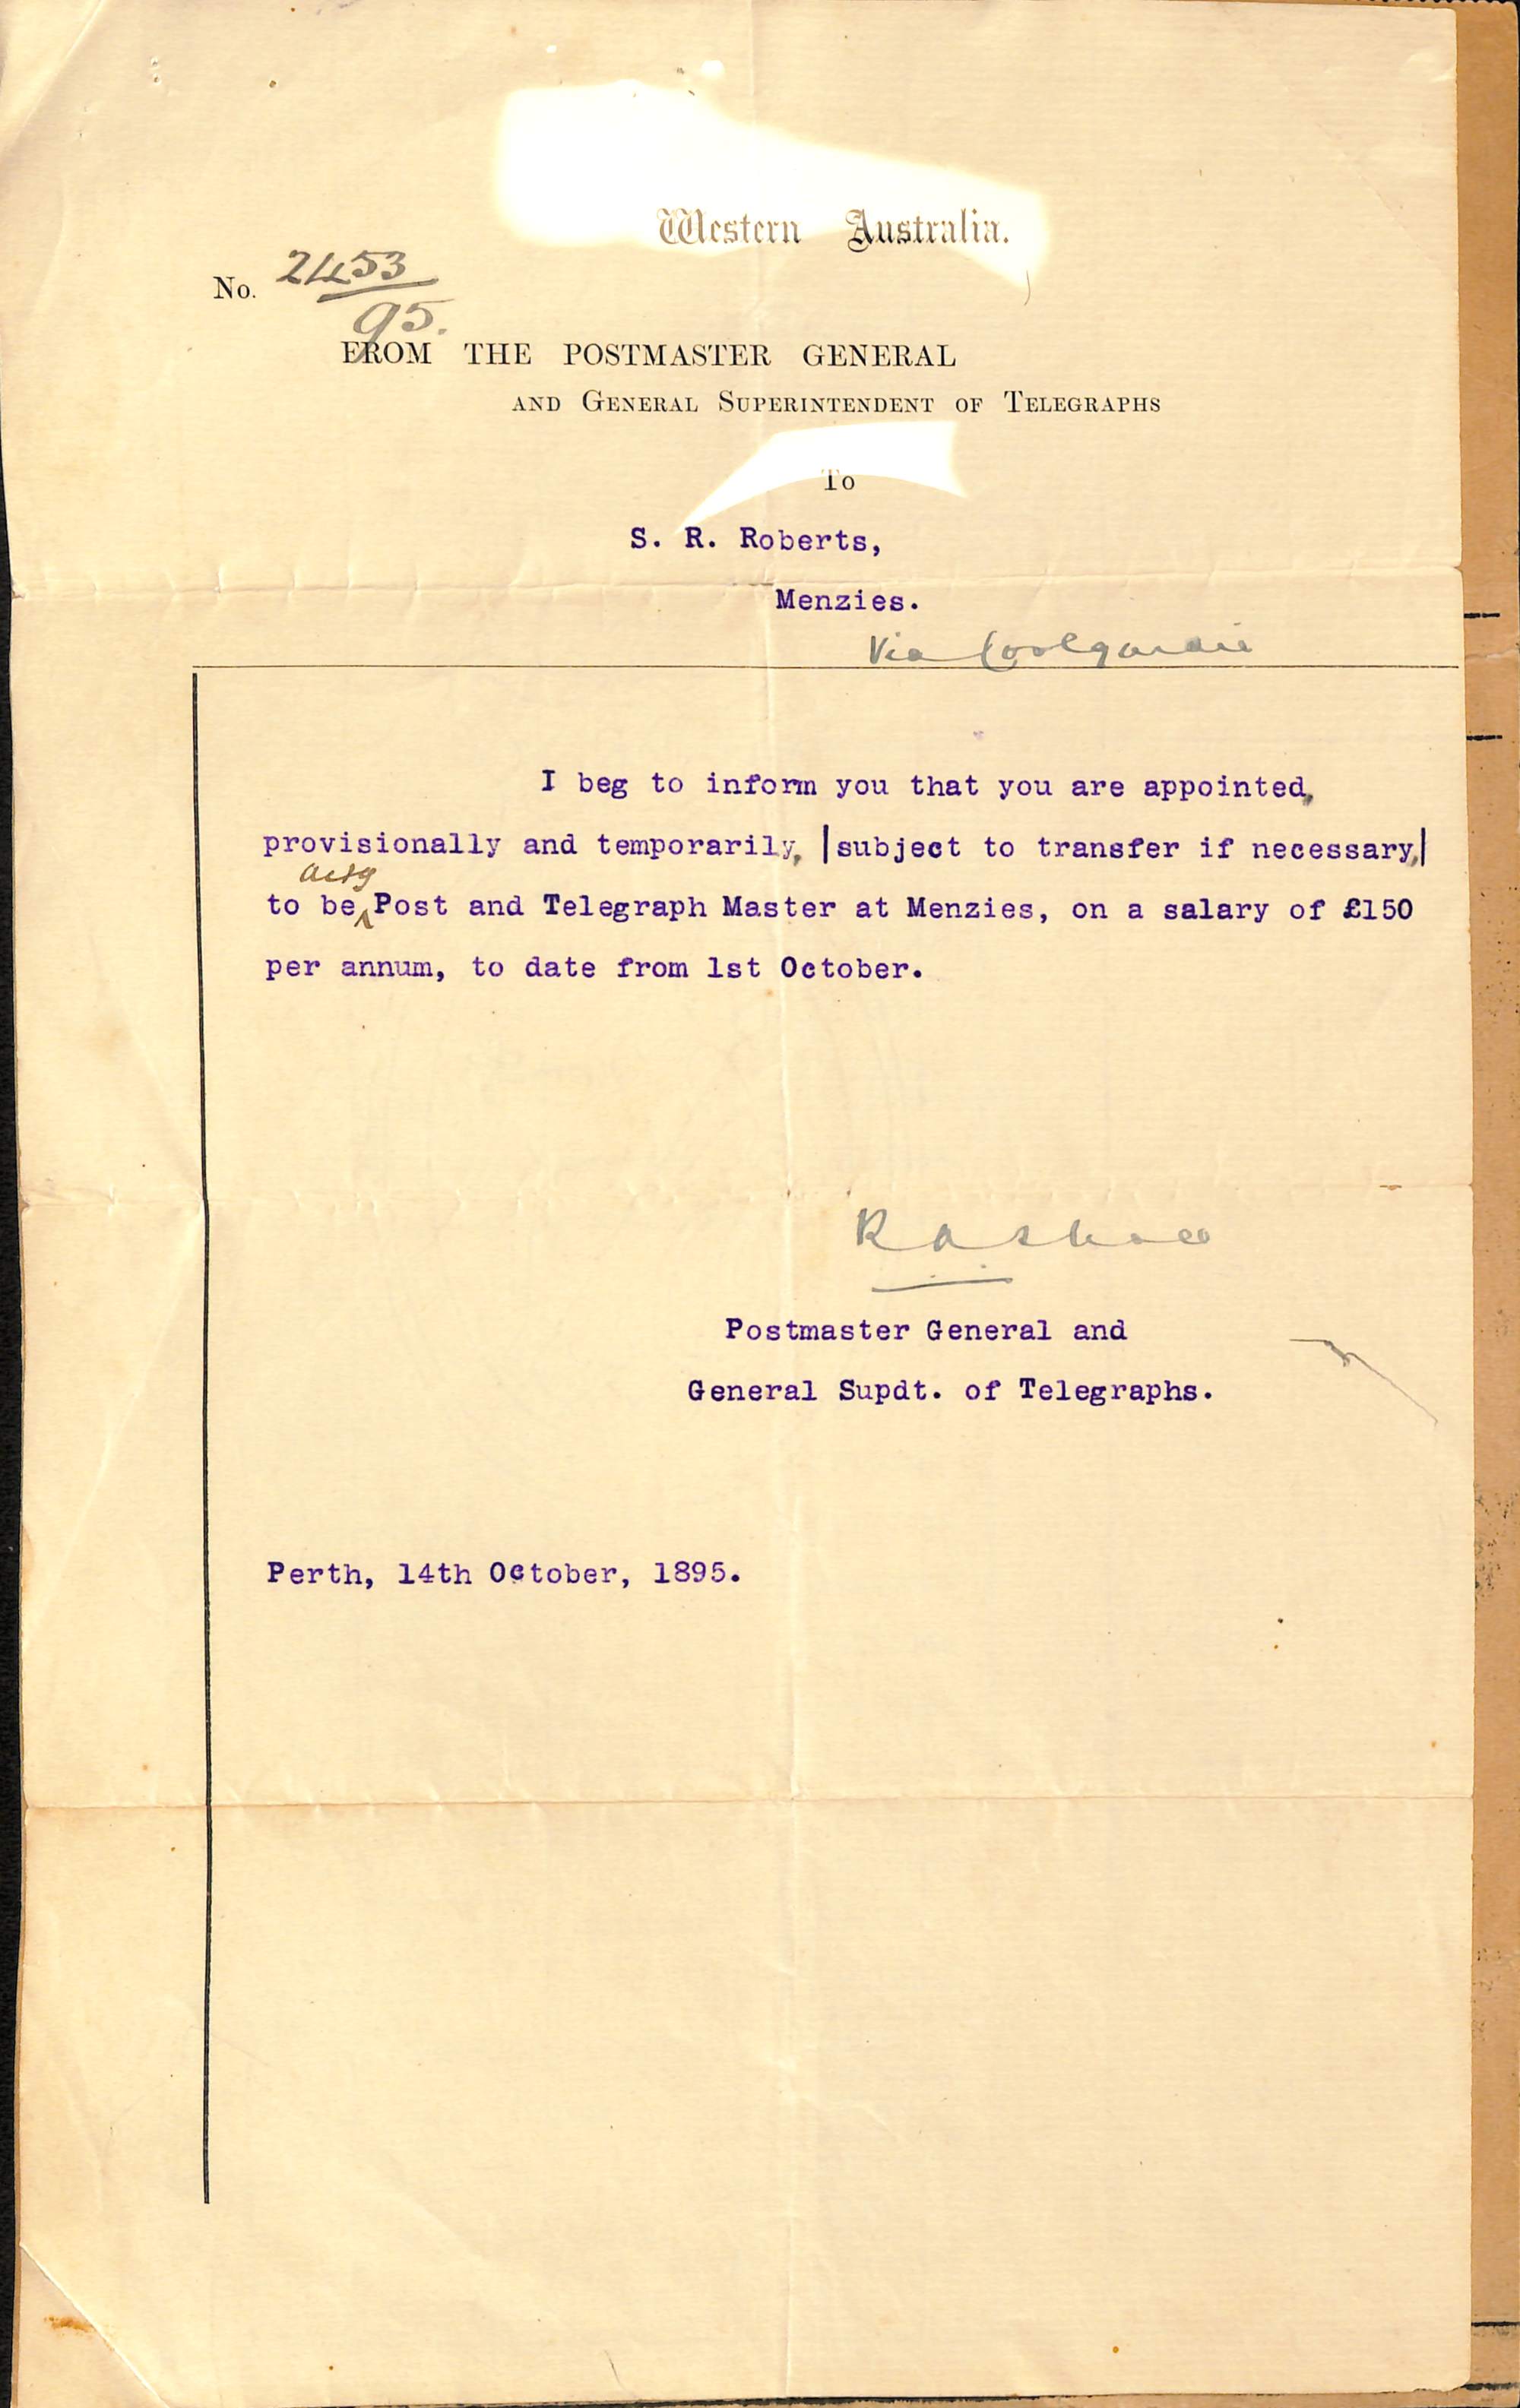 Western Australia.
No. 2453
95.
FROM THE POSTMASTER GENERAL
AND GENERAL SUPERINTENDENT OF TELEGRAPHS
To
S. R. Roberts,
Menzies.
Via Coolgardie
I beg to inform you that you are appointed,
provisionally and temporarily, |subject to transfer if necessary,|
actg
to be Post and Telegraph Master at Menzies, on a salary of £150
per annum, to date from 1st October.
R A Sholl
Postmaster General and
General Supdt. of Telegraphs.
Perth, 14th October, 1895.